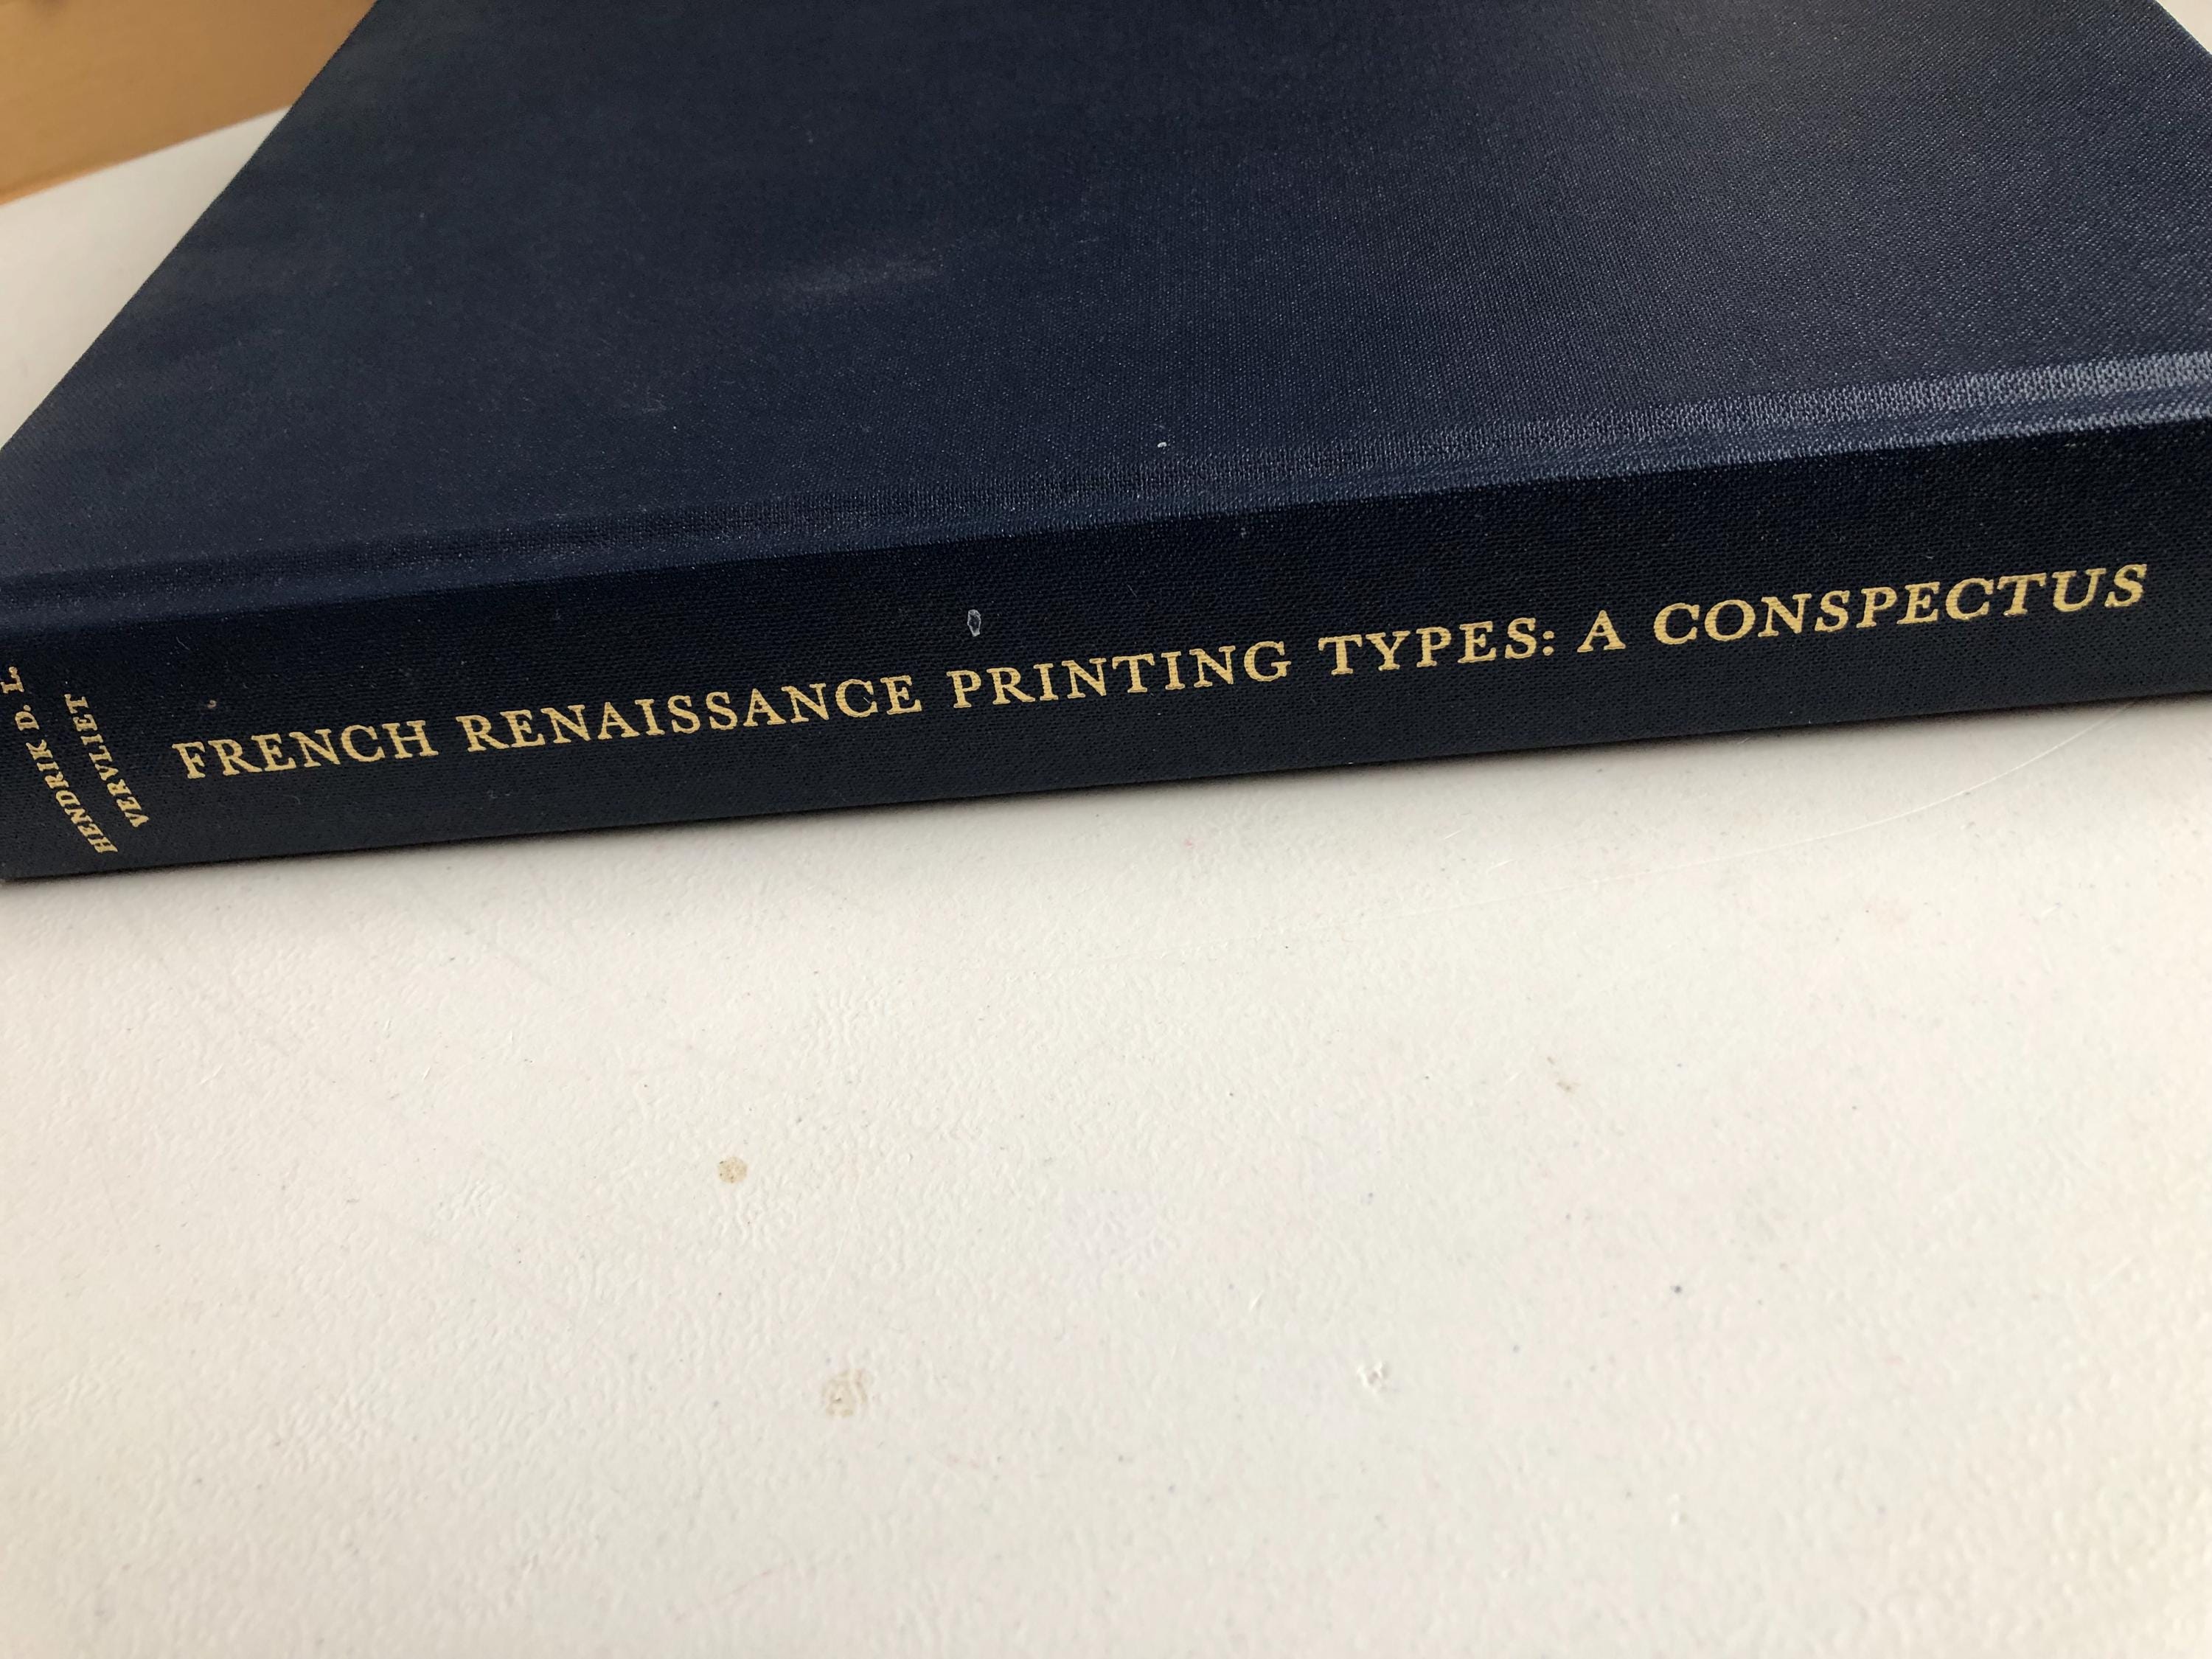 HENDRIK D. L.
VERVLIET
FRENCH RENAISSANCE PRINTING TYPES: A CONSPECTUS